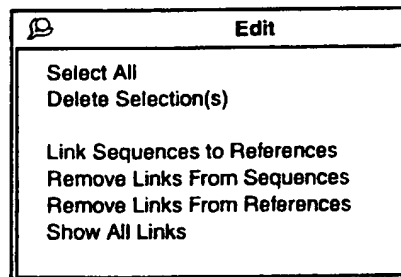 Edit
Select All
Delete Selection(s)
Link Sequences to References
Remove Links From Sequences
Remove Links From References
Show All Links